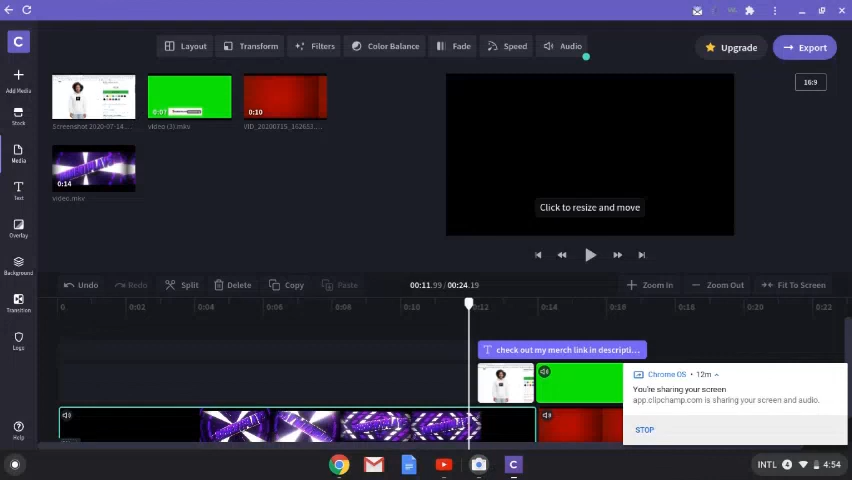 C Layout Transform Filters Color Balance Fade Speed Audio Upgrade Export
Add Media
Stock
Media
Text
Overlay
Background
Transition
Logo
Help
0:07 0:10
Screenshot 2020-07-14... video (3).mkv VID_20200715_162653....
0:14
video.mkv
16:9
Click to resize and move
Undo Redo Split Delete Copy Paste 00:11.99 / 00:24.19 Zoom In Zoom Out Fit To Screen
0 0:02 0:04 0:06 0:08 0:10 0:12 0:14 0:16 0:18 0:20 0:22
T check out my merch link in descripti...
Chrome OS • 12m
You're sharing your screen
app.clipchamp.com is sharing your screen and audio.
STOP
C INTL 4 4:54